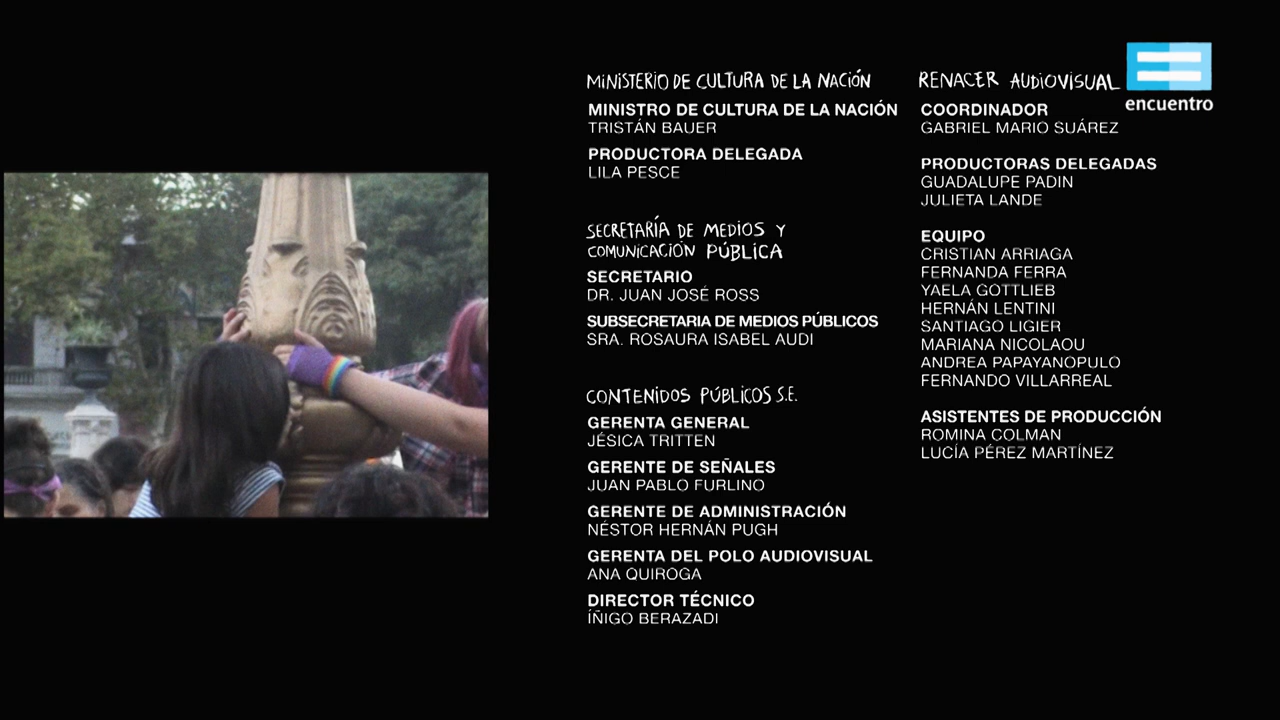 MINISTERIO DE CULTURA DE LA NACIÓN
MINISTRO DE CULTURA DE LA NACIÓN
TRISTÁN BAUER
PRODUCTORA DELEGADA
LILA PESCE
SECRETARÍA DE MEDIOS Y
COMUNICACIÓN PÚBLICA
SECRETARIO
DR. JUAN JOSÉ ROSS
SUBSECRETARIA DE MEDIOS PÚBLICOS
SRA. ROSAURA ISABEL AUDI
CONTENIDOS PÚBLICOS S.E.
GERENTA GENERAL
JÉSICA TRITTEN
GERENTE DE SEÑALES
JUAN PABLO FURLINO
GERENTE DE ADMINISTRACIÓN
NÉSTOR HERNÁN PUGH
GERENTA DEL POLO AUDIOVISUAL
ANA QUIROGA
DIRECTOR TÉCNICO
ÍÑIGO BERAZADI
RENACER AUDIOVISUAL
COORDINADOR
GABRIEL MARIO SUÁREZ
PRODUCTORAS DELEGADAS
GUADALUPE PADIN
JULIETA LANDE
EQUIPO
CRISTIAN ARRIAGA
FERNANDA FERRA
YAELA GOTTLIEB
HERNÁN LENTINI
SANTIAGO LIGIER
MARIANA NICOLAOU
ANDREA PAPAYANOPULO
FERNANDO VILLARREAL
ASISTENTES DE PRODUCCIÓN
ROMINA COLMAN
LUCÍA PÉREZ MARTÍNEZ
encuentro